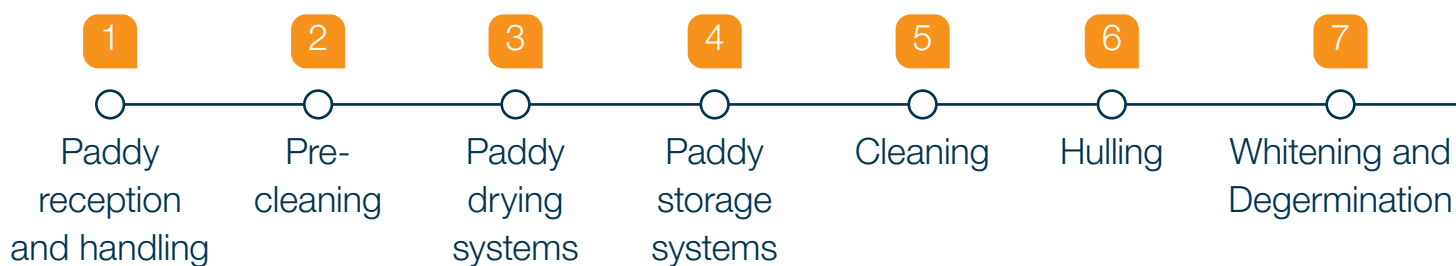 1
Paddy
reception
and handling
2
Pre-
cleaning
3
Paddy
drying
systems
4
Paddy
storage
systems
5
Cleaning
6
Hulling
7
Whitening and
Degermination